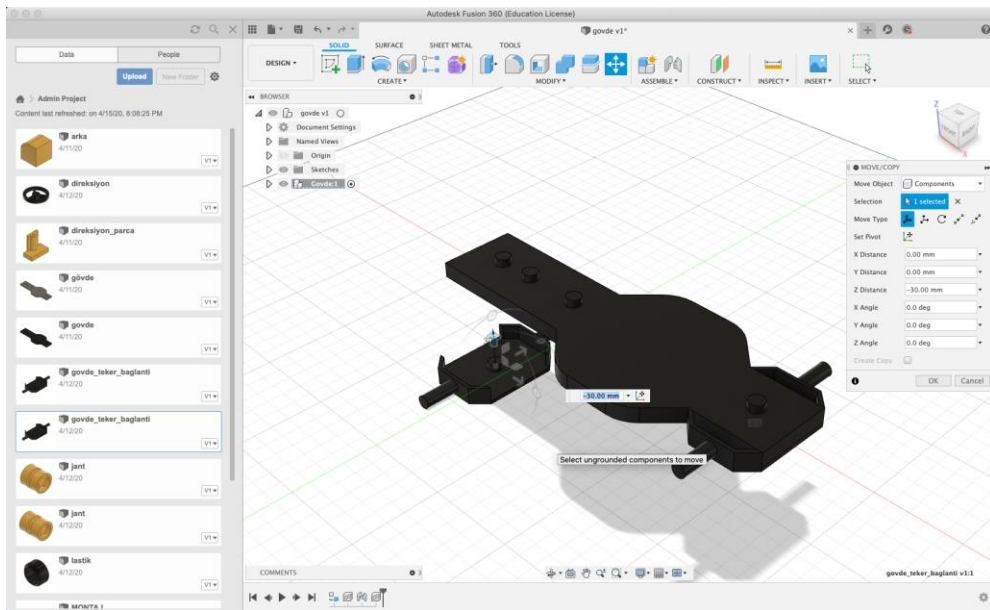 Autodesk Fusion 360 (Education License)
govde v1*
Data
People
Upload
New Folder
Admin Project
Content last refreshed: on 4/15/20, 8:08:25 PM
arka
4/11/20
V1
direksiyon
4/12/20
V1
direksiyon_parca
4/11/20
V1
gövde
4/11/20
V1
govde
4/11/20
V1
govde_teker_baglanti
4/12/20
V1
govde_teker_baglanti
4/12/20
V1
jant
4/12/20
V1
jant
4/12/20
V1
lastik
4/12/20
V1
DESIGN
SOLID
SURFACE
SHEET METAL
TOOLS
CREATE
MODIFY
ASSEMBLE
CONSTRUCT
INSPECT
INSERT
SELECT
BROWSER
govde v1
Document Settings
Named Views
Origin
Sketches
Govde:1
Z
X
MOVE/COPY
Move Object
Components
Selection
1 selected
Move Type
Set Pivot
X Distance
0.00 mm
Y Distance
0.00 mm
Z Distance
-30.00 mm
X Angle
0.0 deg
Y Angle
0.0 deg
Z Angle
0.0 deg
Create Copy
OK
Cancel
-30.00 mm
Select ungrounded components to move
COMMENTS
govde_teker_baglanti v1:1